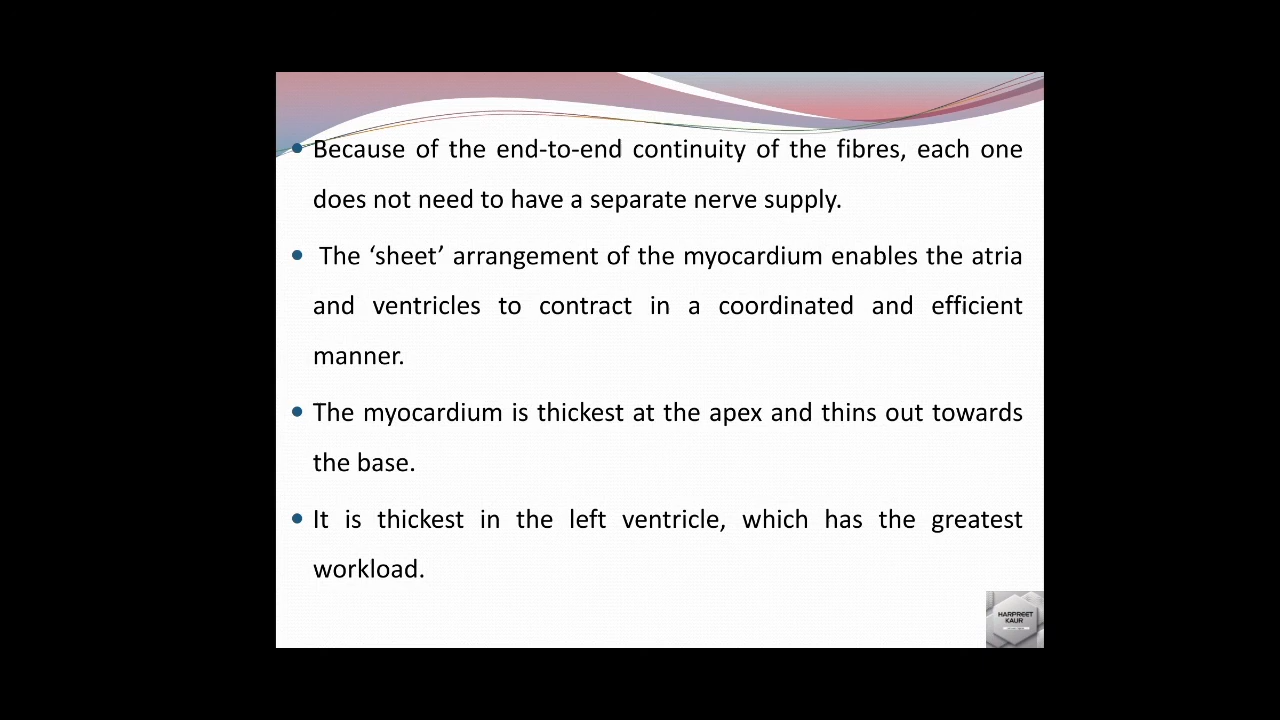 • Because of the end-to-end continuity of the fibres, each one
does not need to have a separate nerve supply.
• The ‘sheet’ arrangement of the myocardium enables the atria
and ventricles to contract in a coordinated and efficient
manner.
• The myocardium is thickest at the apex and thins out towards
the base.
• It is thickest in the left ventricle, which has the greatest
workload.
HARPREET
KAUR